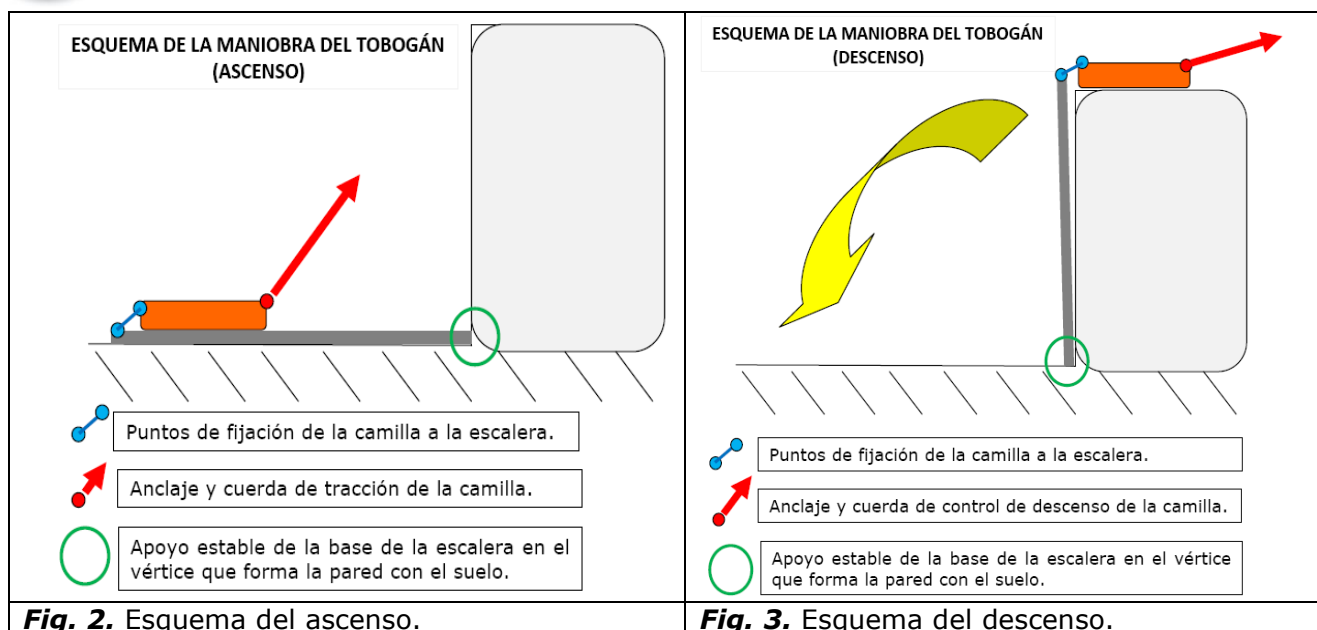 ESQUEMA DE LA MANIOBRA DEL TOBOGÁN
(ASCENSO)
Puntos de fijación de la camilla a la escalera.
Anclaje y cuerda de tracción de la camilla.
Apoyo estable de la base de la escalera en el
vértice que forma la pared con el suelo.
Fig. 2. Esquema del ascenso.
ESQUEMA DE LA MANIOBRA DEL TOBOGÁN
(DESCENSO)
Puntos de fijación de la camilla a la escalera.
Anclaje y cuerda de control de descenso de la camilla.
Apoyo estable de la base de la escalera en el vértice
que forma la pared con el suelo.
Fig. 3. Esquema del descenso.